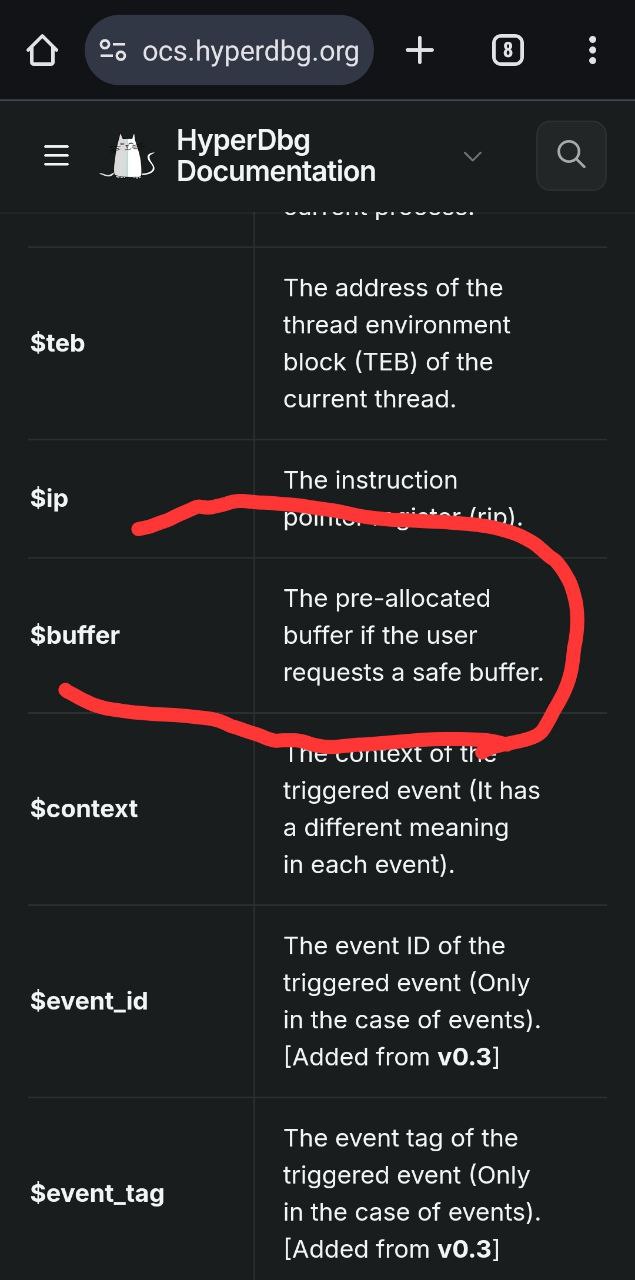 8
ocs.hyperdbg.org
HyperDbg
Documentation
current process.
$teb
The address of the
thread environment
block (TEB) of the
current thread.
$ip
The instruction
pointer register (rip).
$buffer
The pre-allocated
buffer if the user
requests a safe buffer.
$context
The context of the
triggered event (It has
a different meaning
in each event).
$event_id
The event ID of the
triggered event (Only
in the case of events).
[Added from v0.3]
$event_tag
The event tag of the
triggered event (Only
in the case of events).
[Added from v0.3]